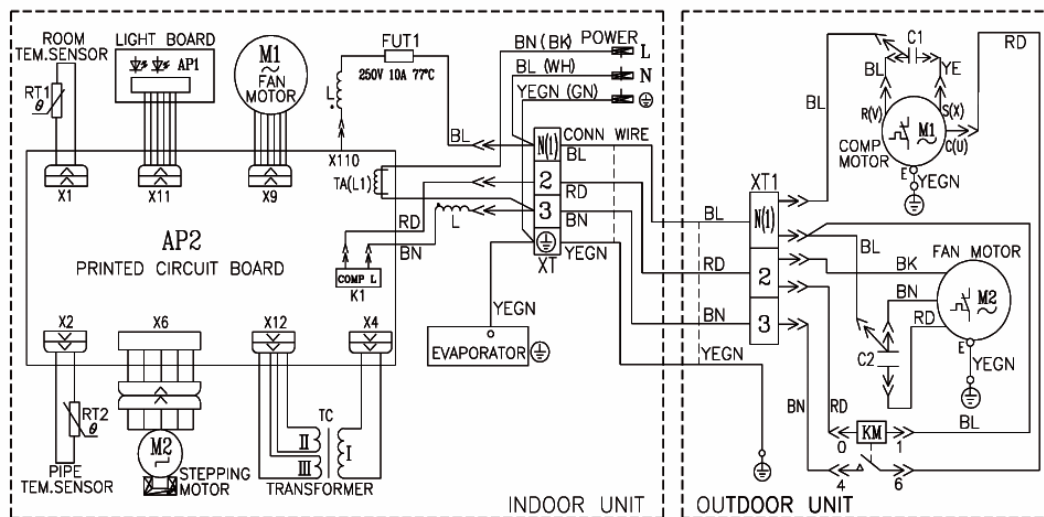 ROOM
TEM.SENSOR
LIGHT BOARD
AP1
RT1
θ
M1
~
FAN
MOTOR
FUT1
250V 10A 77°C
L
BN (BK)
POWER
L
BL (WH)
N
YEGN (GN)
BL
X1
X11
X9
X110
TA(L1)
N(1)
CONN WIRE
BL
2
RD
3
BN
YEGN
XT
RD
BN
L
COMP L
K1
AP2
PRINTED CIRCUIT BOARD
X2
X6
X12
X4
YEGN
EVAPORATOR
RT2
θ
M2
~
TC
II
III
I
PIPE
TEM.SENSOR
STEPPING
MOTOR
TRANSFORMER
INDOOR UNIT
C1
RD
BL
YE
BL
R(V)
S(X)
M1
~
C(U)
COMP
MOTOR
E
YEGN
XT1
BL
N(1)
BL
RD
2
BN
3
YEGN
FAN MOTOR
BK
BN
M2
~
RD
E
YEGN
C2
BN
RD
BL
KM
0
1
4
6
OUTDOOR UNIT